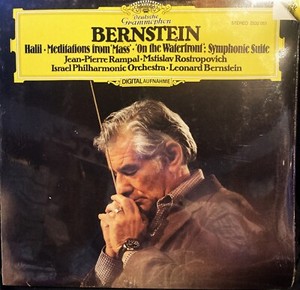 Deutsche
Grammophon
STEREO
BERNSTEIN
Halil · Meditations from "Mass" · "On the Waterfront": Symphonic Suite
Jean-Pierre Rampal · Mstislav Rostropovich
Israel Philharmonic Orchestra · Leonard Bernstein
DIGITAL AUFNAHME